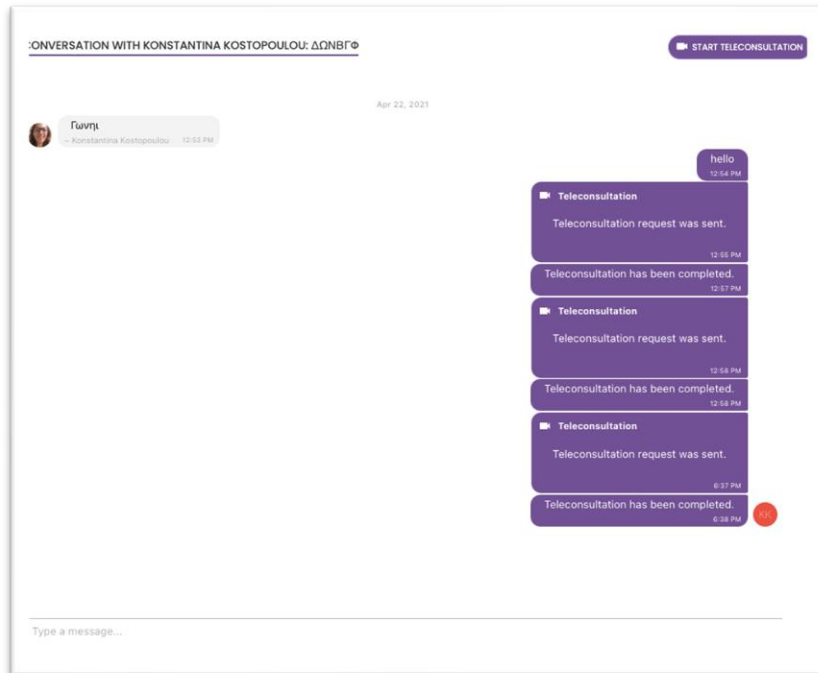 :ONVERSATION WITH KONSTANTINA KOSTOPOULOU: ΔΩΝΒΓΦ
START TELECONSULTATION
Apr 22, 2021
Γωνηι
– Konstantina Kostopoulou 12:53 PM
hello
12:54 PM
Teleconsultation
Teleconsultation request was sent.
12:55 PM
Teleconsultation has been completed.
12:57 PM
Teleconsultation
Teleconsultation request was sent.
12:58 PM
Teleconsultation has been completed.
12:58 PM
Teleconsultation
Teleconsultation request was sent.
6:37 PM
Teleconsultation has been completed.
6:38 PM
KK
Type a message...